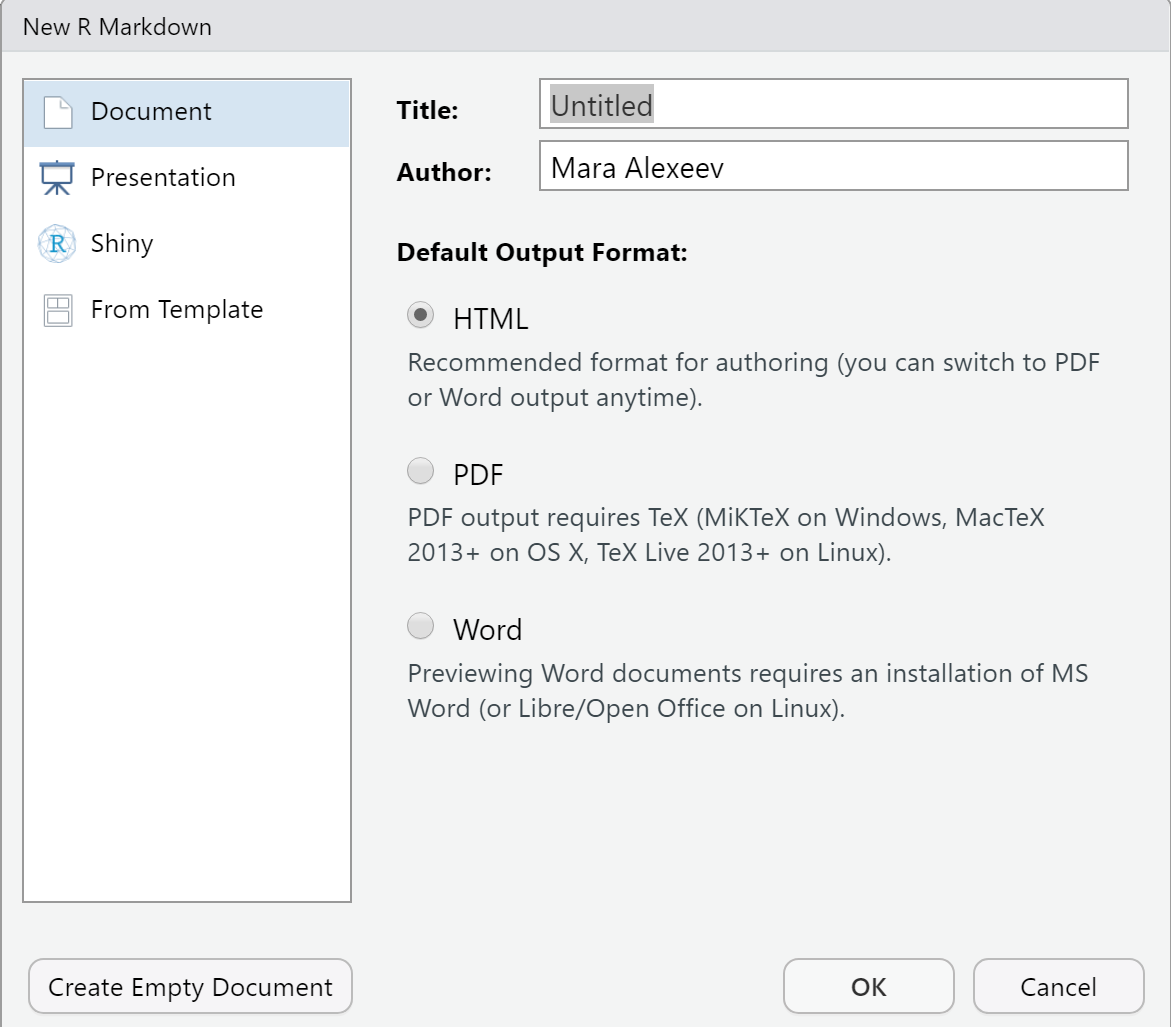 New R Markdown
Document
Presentation
R Shiny
From Template
Title: Untitled
Author: Mara Alexeev
Default Output Format:
HTML
Recommended format for authoring (you can switch to PDF
or Word output anytime).
PDF
PDF output requires TeX (MiKTeX on Windows, MacTeX
2013+ on OS X, TeX Live 2013+ on Linux).
Word
Previewing Word documents requires an installation of MS
Word (or Libre/Open Office on Linux).
Create Empty Document
OK
Cancel